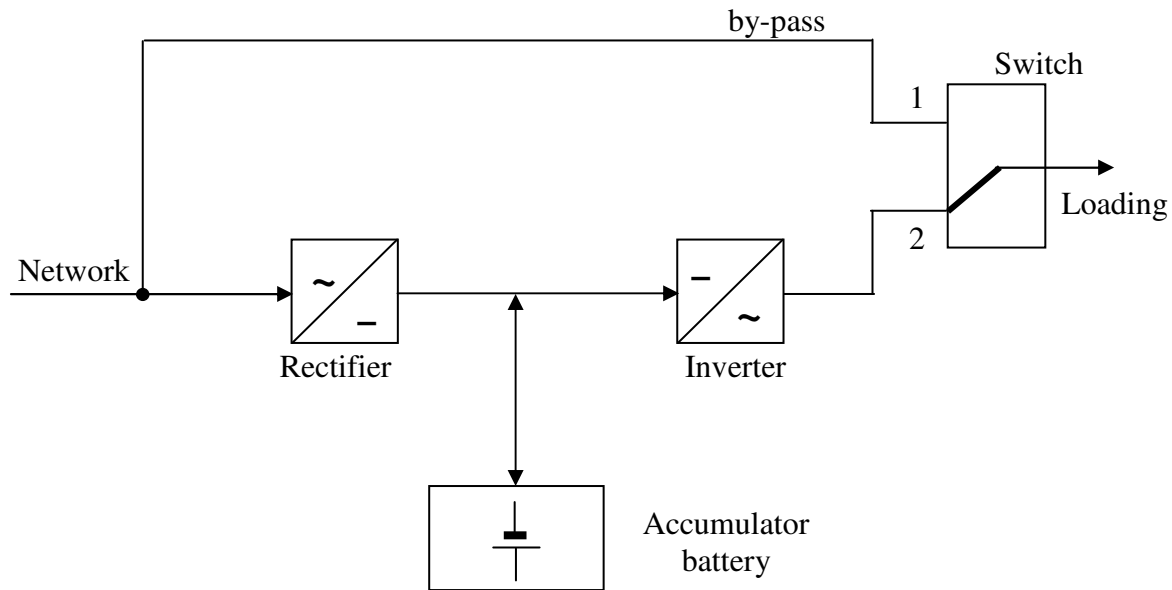 by-pass
Switch
1
Loading
2
Network
~
–
–
~
Rectifier
Inverter
Accumulator
battery